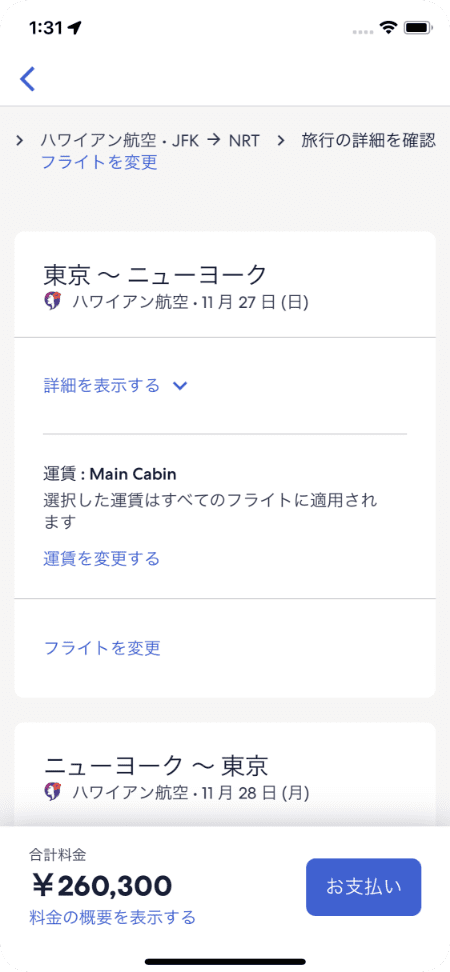 1:31
ハワイアン航空 • JFK → NRT > 旅行の詳細を確認
フライトを変更
東京 〜 ニューヨーク
ハワイアン航空 • 11 月 27 日 (日)
詳細を表示する
運賃 : Main Cabin
選択した運賃はすべてのフライトに適用され
ます
運賃を変更する
フライトを変更
ニューヨーク 〜 東京
ハワイアン航空 • 11 月 28 日 (月)
合計料金
¥260,300
料金の概要を表示する
お支払い